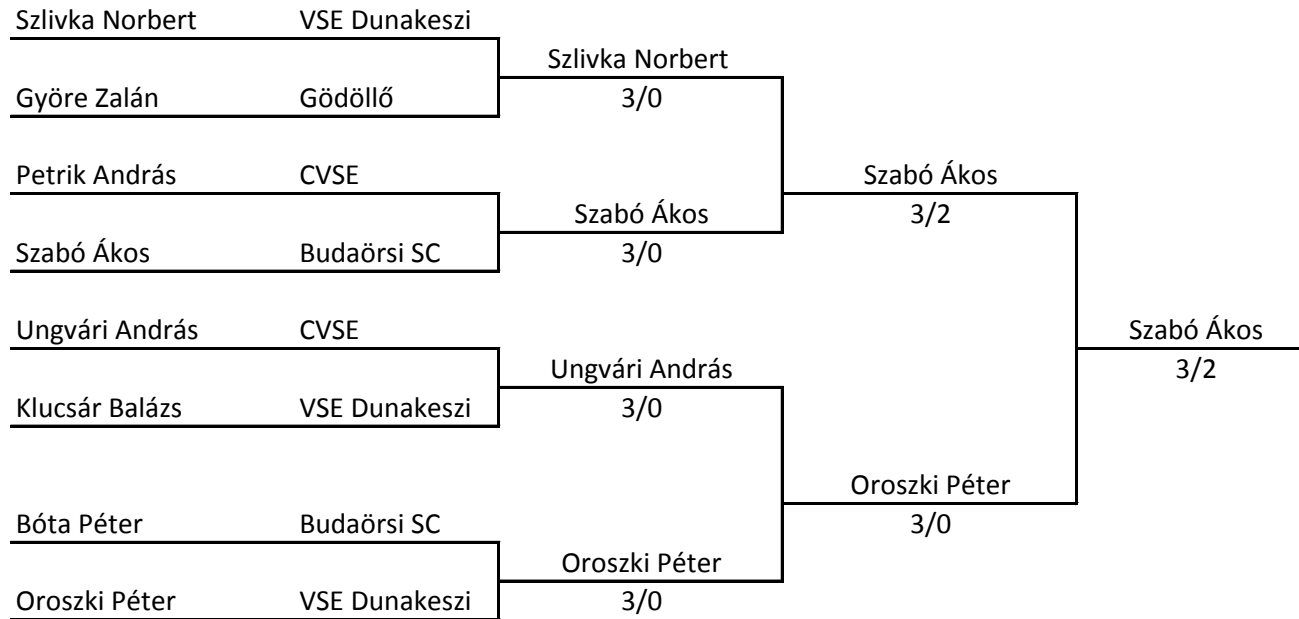 Szlivka Norbert VSE Dunakeszi
Szlivka Norbert
Györe Zalán Gödöllő 3/0
Petrik András CVSE Szabó Ákos
Szabó Ákos 3/2
Szabó Ákos Budaörsi SC 3/0
Ungvári András CVSE Szabó Ákos
Ungvári András 3/2
Klucsár Balázs VSE Dunakeszi 3/0
Oroszki Péter
Bóta Péter Budaörsi SC 3/0
Oroszki Péter
Oroszki Péter VSE Dunakeszi 3/0